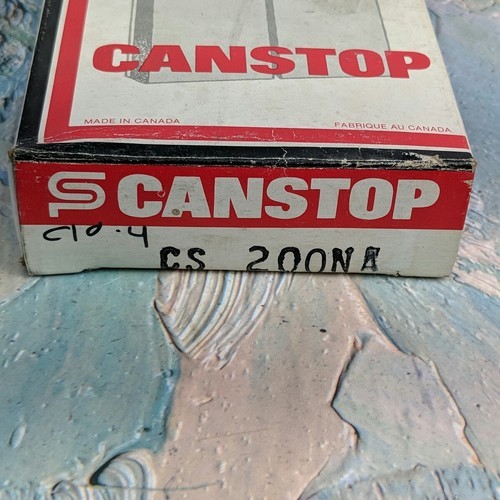 CANSTOP
MADE IN CANADA
FABRIQUE AU CANADA
CANSTOP
CS 200NA